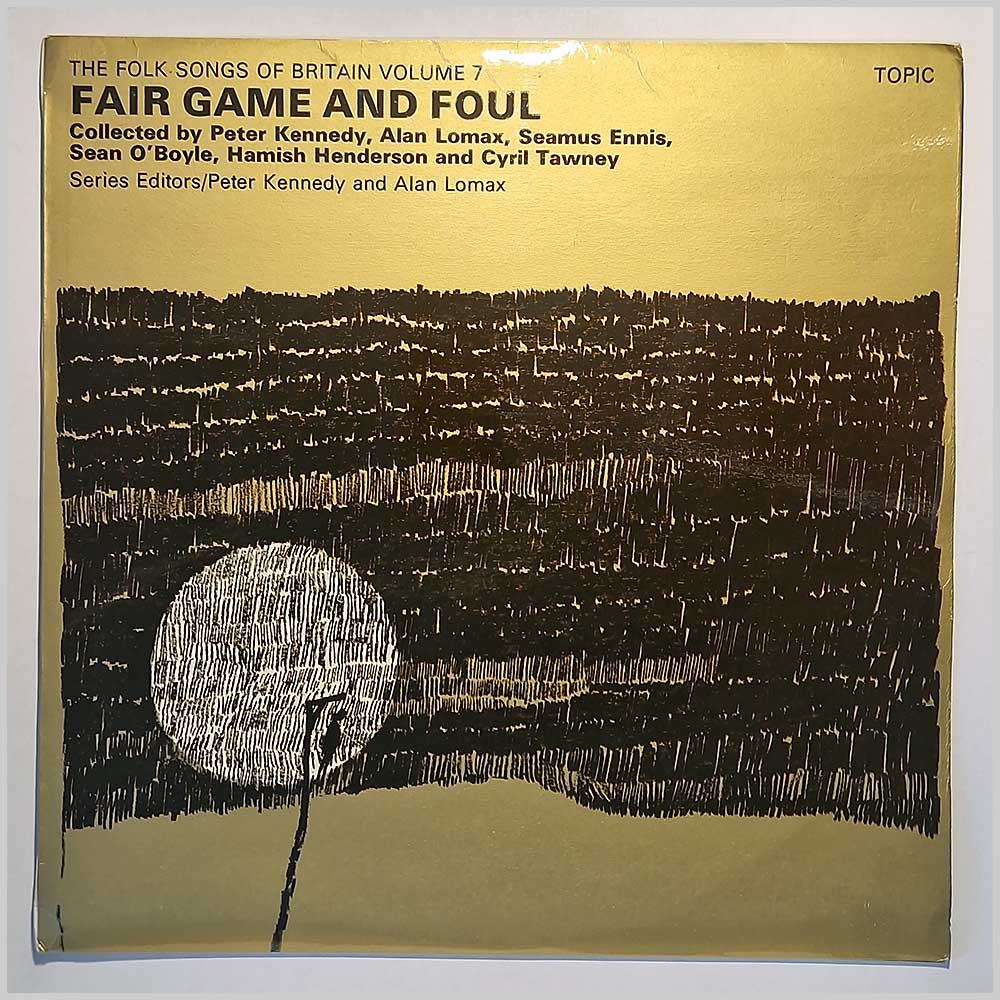 THE FOLK SONGS OF BRITAIN VOLUME 7
TOPIC
FAIR GAME AND FOUL
Collected by Peter Kennedy, Alan Lomax, Seamus Ennis,
Sean O'Boyle, Hamish Henderson and Cyril Tawney
Series Editors/Peter Kennedy and Alan Lomax